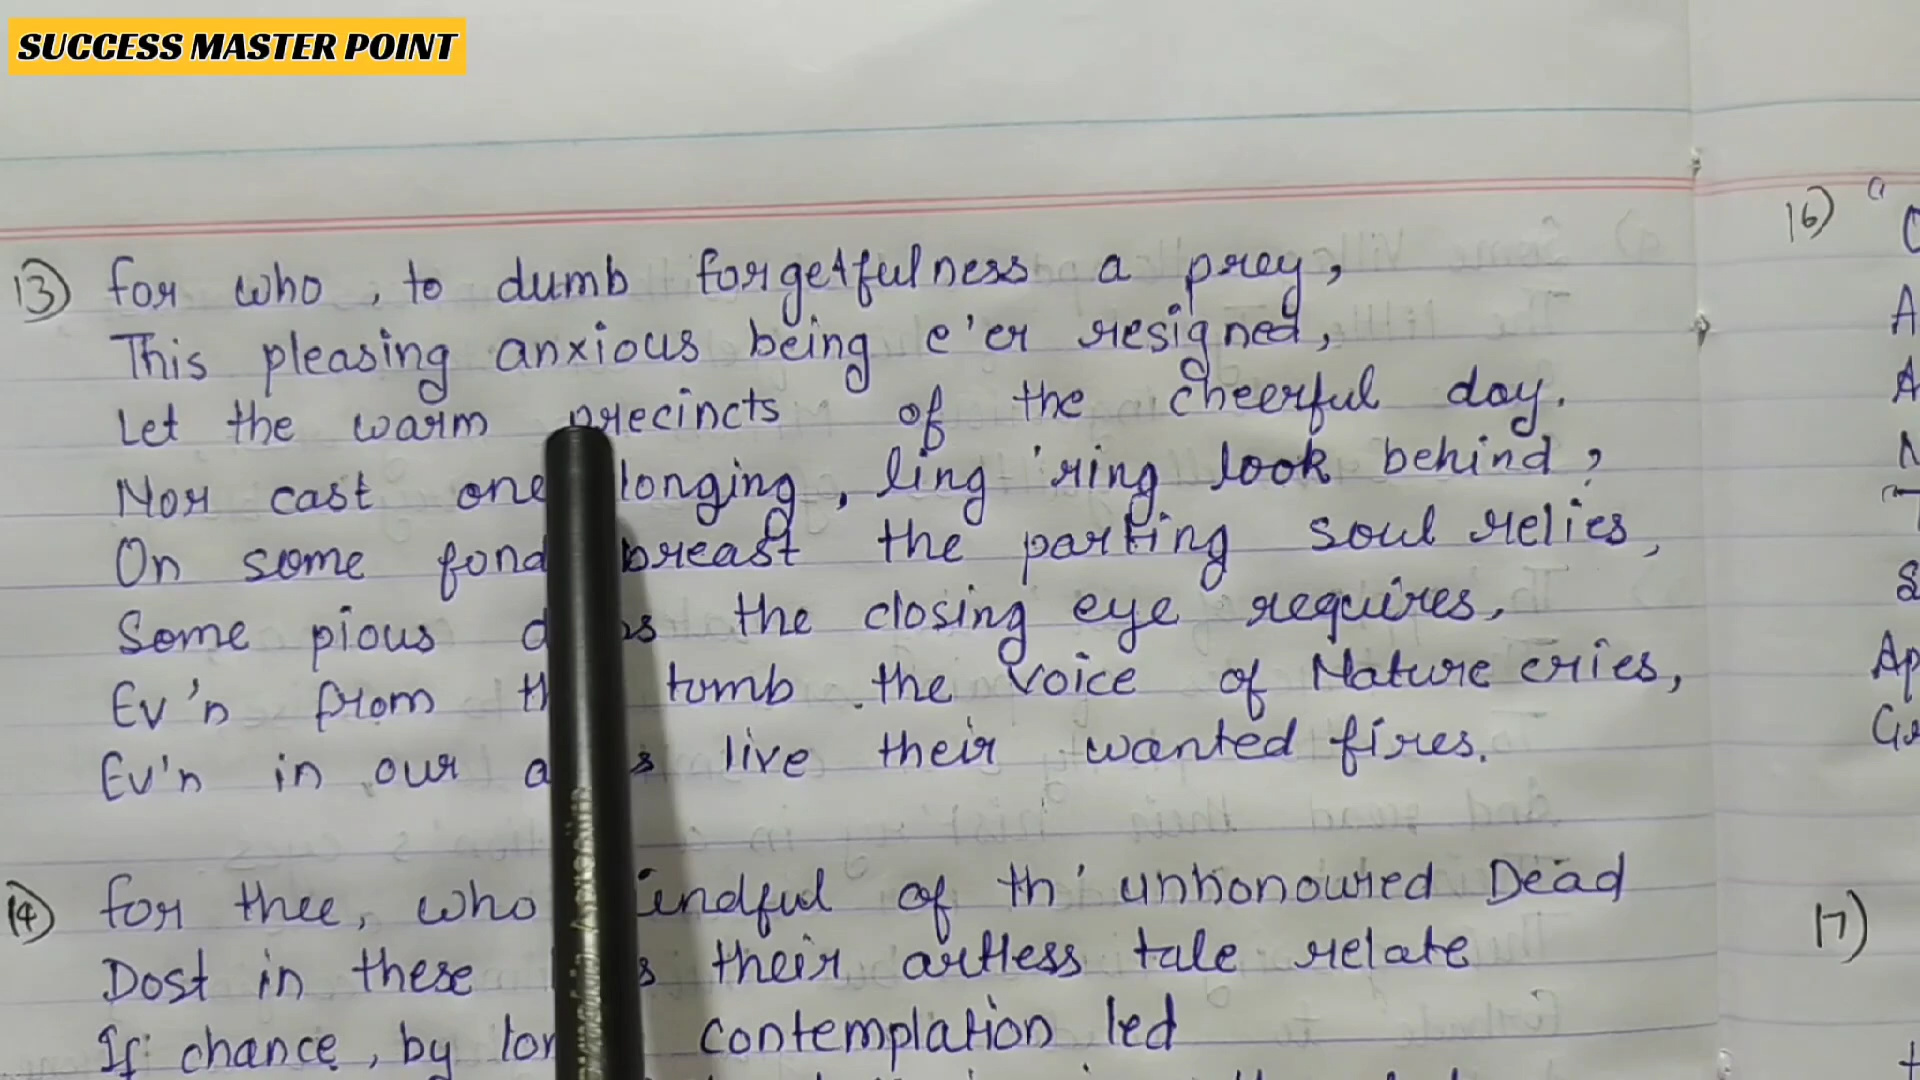 SUCCESS MASTER POINT
13) for who, to dumb forgetfulness a prey,
This pleasing anxious being e'er resigned,
Let the warm precincts of the cheerful day.
Nor cast one longing, ling'ring look behind,
On some fond breast the parting soul relies,
Some pious the closing eye requires,
Ev'n from tomb the voice of Nature cries,
Ev'n in our live their wanted fires.
14) for thee, who of th' unhonoured Dead
Dost in these their artless tale relate
If chance, by contemplation led
16)
17)